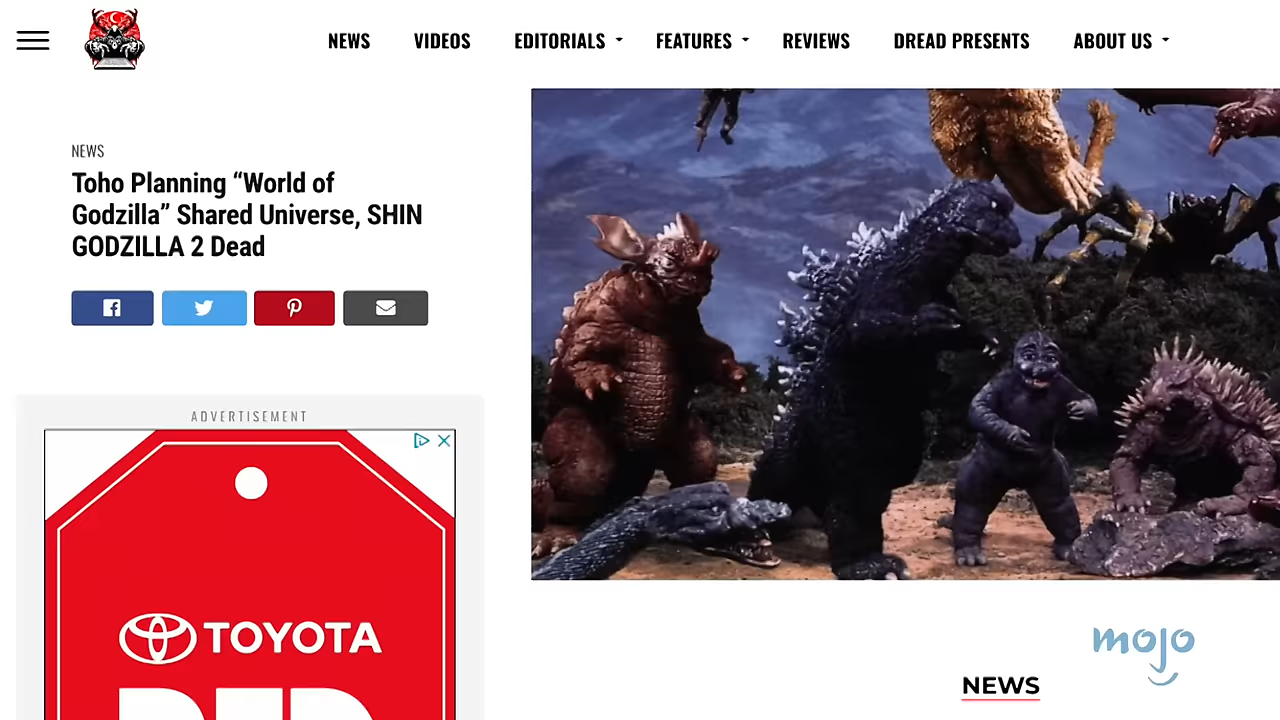 NEWS VIDEOS EDITORIALS FEATURES REVIEWS DREAD PRESENTS ABOUT US
NEWS
Toho Planning “World of
Godzilla” Shared Universe, SHIN
GODZILLA 2 Dead
ADVERTISEMENT
TOYOTA
mojo
NEWS